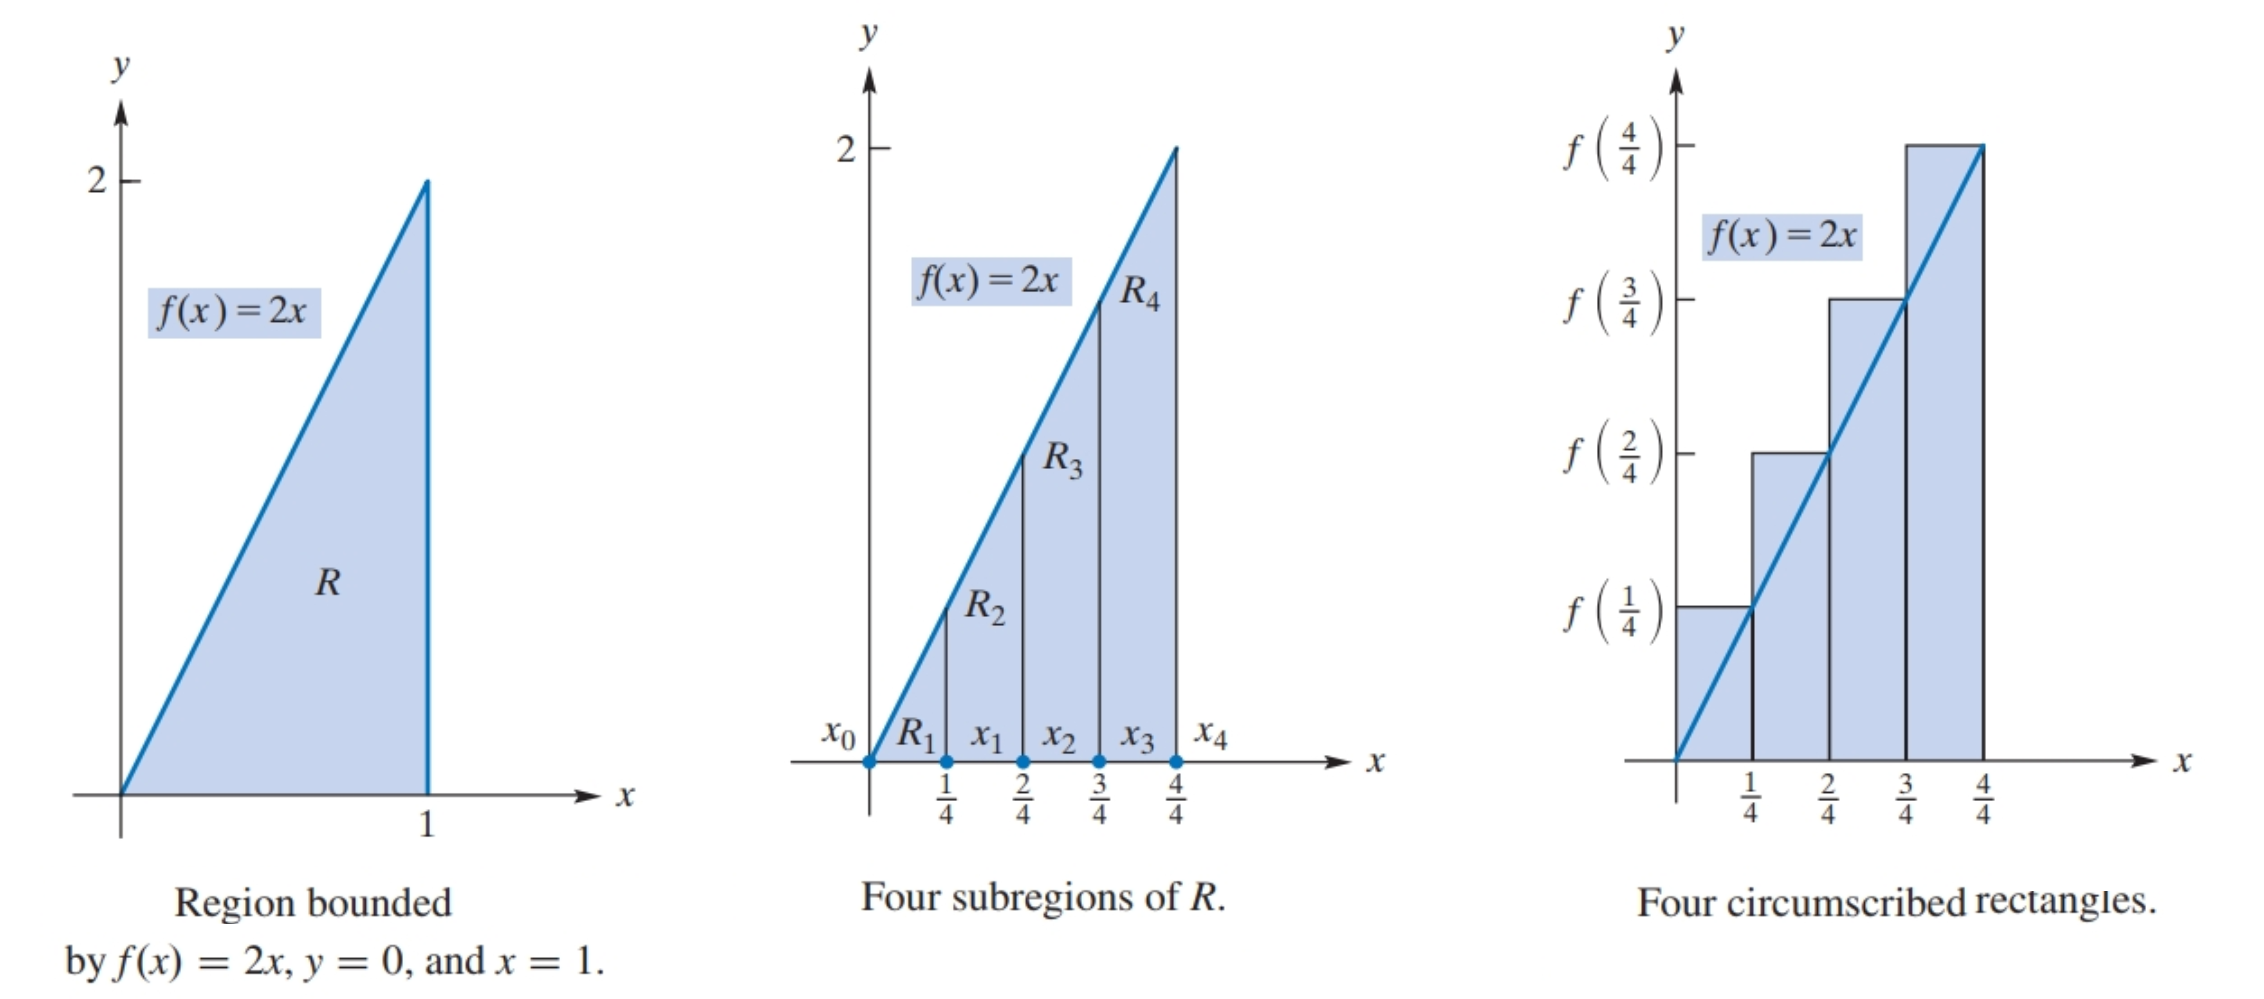 y
2
f(x) = 2x
R
x
1
Region bounded
by f(x) = 2x, y = 0, and x = 1.
y
2
f(x) = 2x
R4
R3
R2
x0 R1 x1 x2 x3 x4
x
1/4 2/4 3/4 4/4
Four subregions of R.
y
f(4/4)
f(x) = 2x
f(3/4)
f(2/4)
f(1/4)
x
1/4 2/4 3/4 4/4
Four circumscribed rectangles.